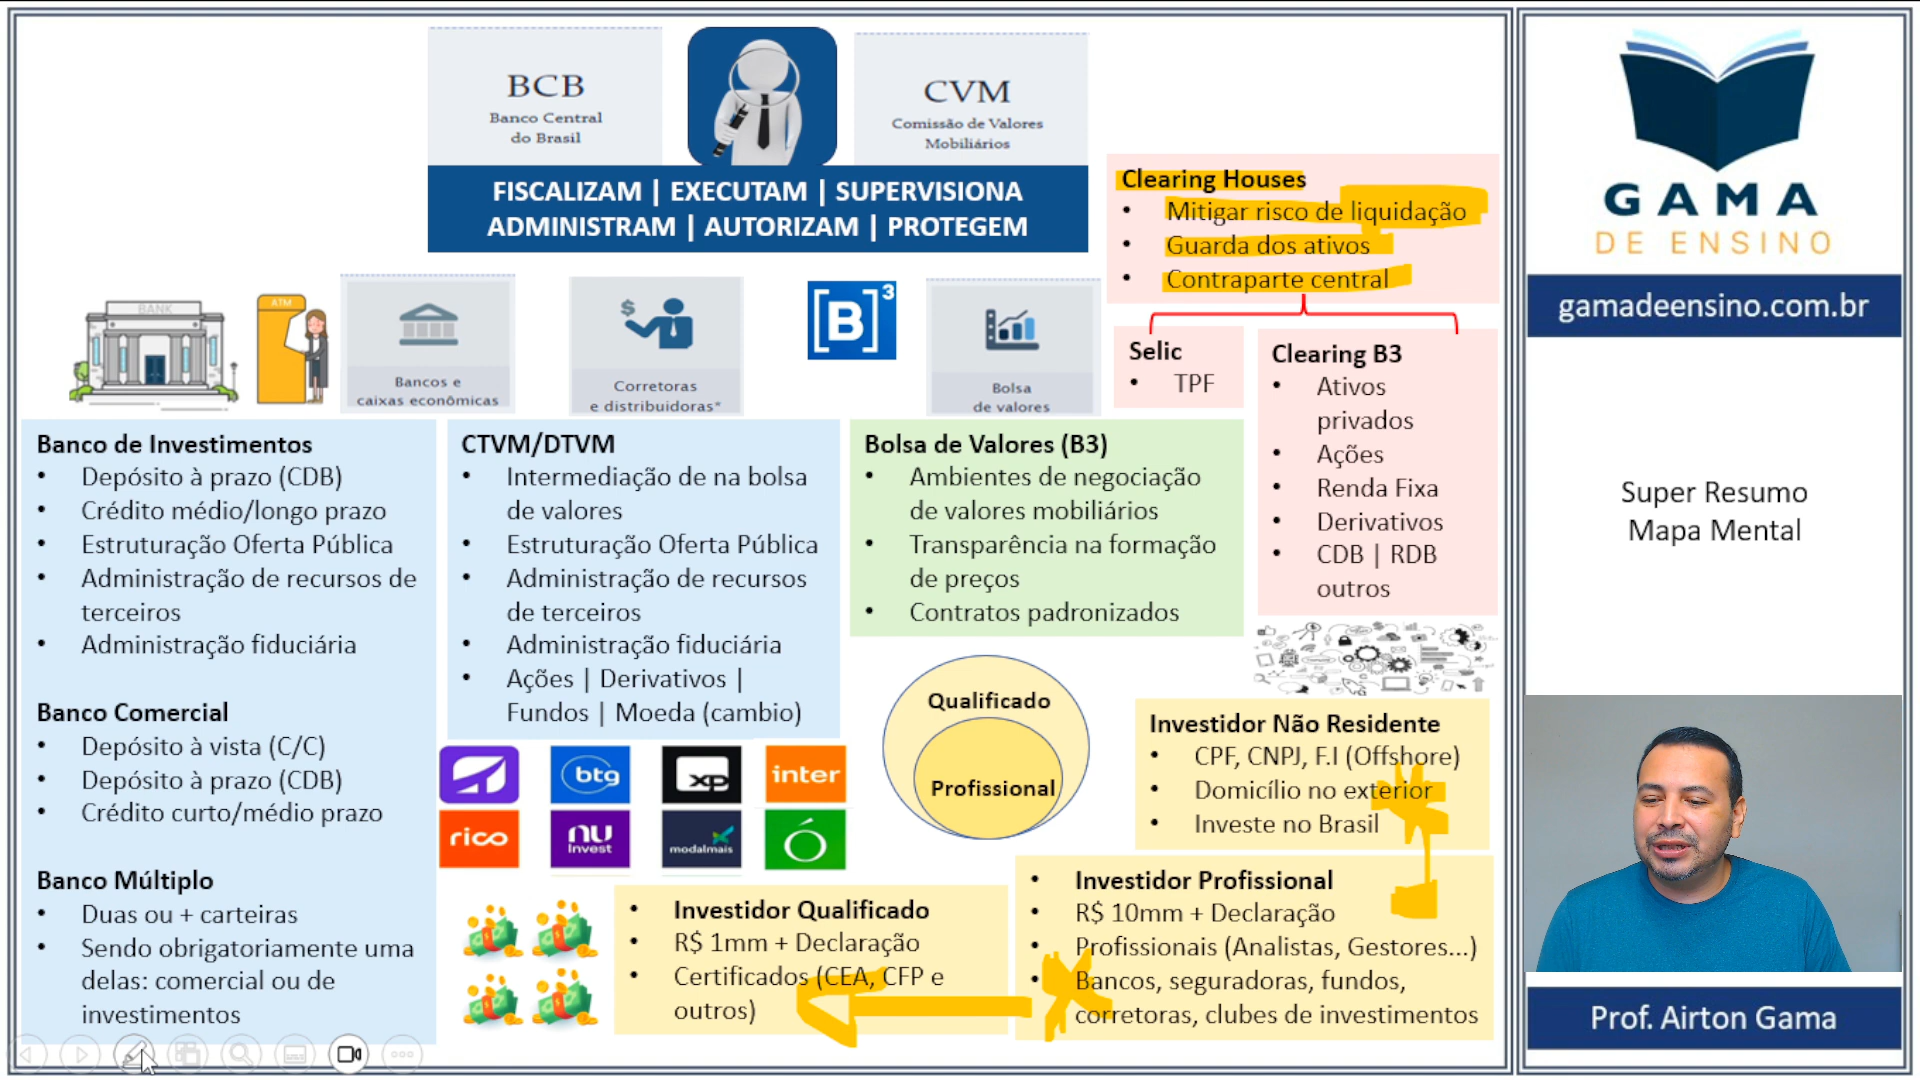 BCB
Banco Central
do Brasil
CVM
Comissão de Valores
Mobiliários
FISCALIZAM | EXECUTAM | SUPERVISIONA
ADMINISTRAM | AUTORIZAM | PROTEGEM
Clearing Houses
• Mitigar risco de liquidação
• Guarda dos ativos
• Contraparte central
BANK
ATM
Bancos e
caixas econômicas
$
Corretoras
e distribuidoras*
[B]³
Bolsa
de valores
Selic
• TPF
Clearing B3
• Ativos
privados
• Ações
• Renda Fixa
• Derivativos
• CDB | RDB
outros
Banco de Investimentos
• Depósito à prazo (CDB)
• Crédito médio/longo prazo
• Estruturação Oferta Pública
• Administração de recursos de
terceiros
• Administração fiduciária
Banco Comercial
• Depósito à vista (C/C)
• Depósito à prazo (CDB)
• Crédito curto/médio prazo
Banco Múltiplo
• Duas ou + carteiras
• Sendo obrigatoriamente uma
delas: comercial ou de
investimentos
CTVM/DTVM
• Intermediação de na bolsa
de valores
• Estruturação Oferta Pública
• Administração de recursos
de terceiros
• Administração fiduciária
• Ações | Derivativos |
Fundos | Moeda (cambio)
btg
xp
inter
rico
nu
invest
modalmais
Bolsa de Valores (B3)
• Ambientes de negociação
de valores mobiliários
• Transparência na formação
de preços
• Contratos padronizados
Qualificado
Profissional
Investidor Não Residente
• CPF, CNPJ, F.I (Offshore)
• Domicílio no exterior
• Investe no Brasil
• Investidor Qualificado
• R$ 1mm + Declaração
• Certificados (CEA, CFP e
outros)
• Investidor Profissional
• R$ 10mm + Declaração
• Profissionais (Analistas, Gestores...)
• Bancos, seguradoras, fundos,
corretoras, clubes de investimentos
GAMA
DE ENSINO
gamadeensino.com.br
Super Resumo
Mapa Mental
Prof. Airton Gama